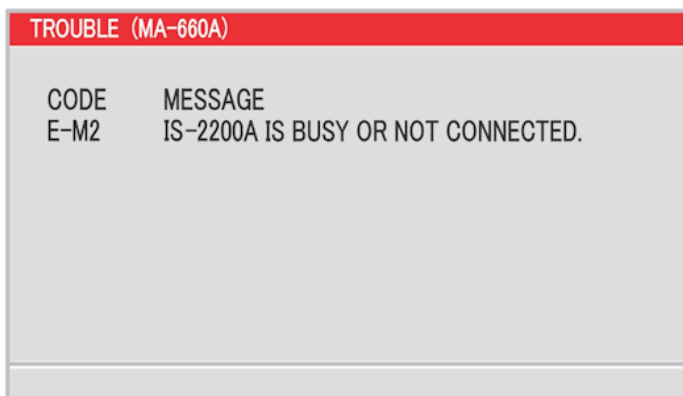 TROUBLE (MA-660A)
CODE MESSAGE
E-M2 IS-2200A IS BUSY OR NOT CONNECTED.